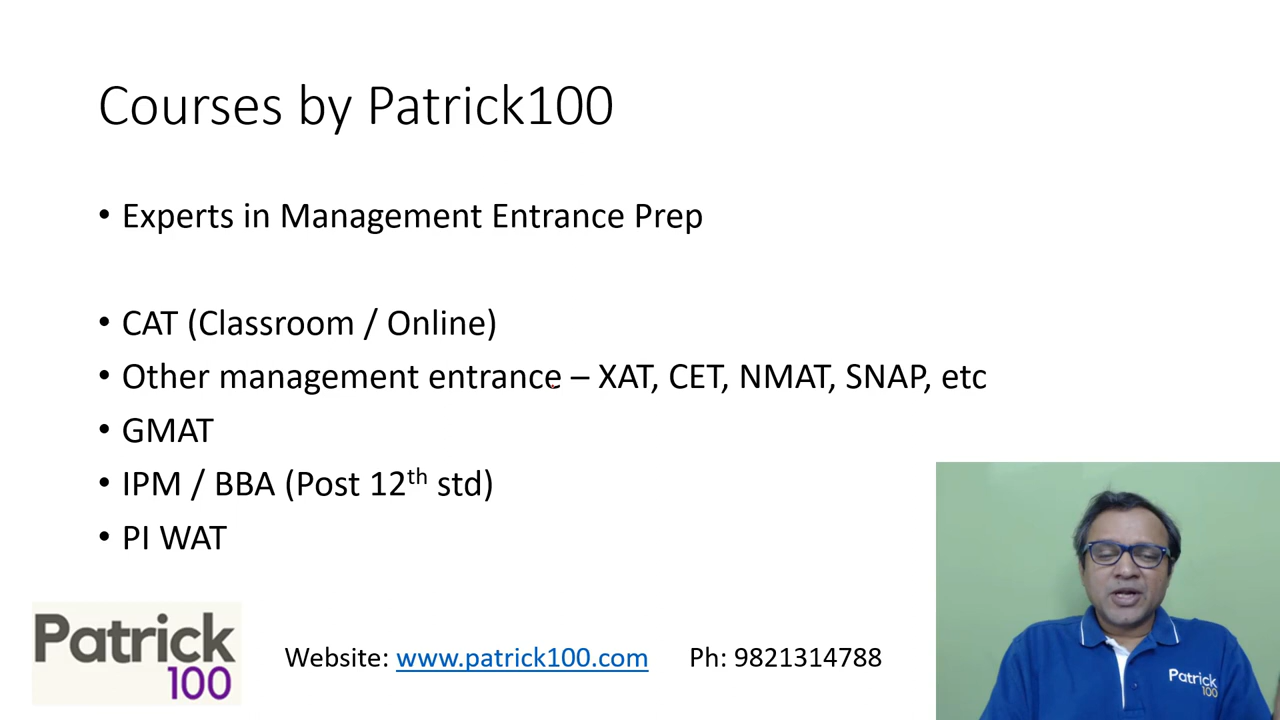 Courses by Patrick100
• Experts in Management Entrance Prep
• CAT (Classroom / Online)
• Other management entrance – XAT, CET, NMAT, SNAP, etc
• GMAT
• IPM / BBA (Post 12th std)
• PI WAT
Patrick
100
Website: www.patrick100.com Ph: 9821314788
Patrick
100